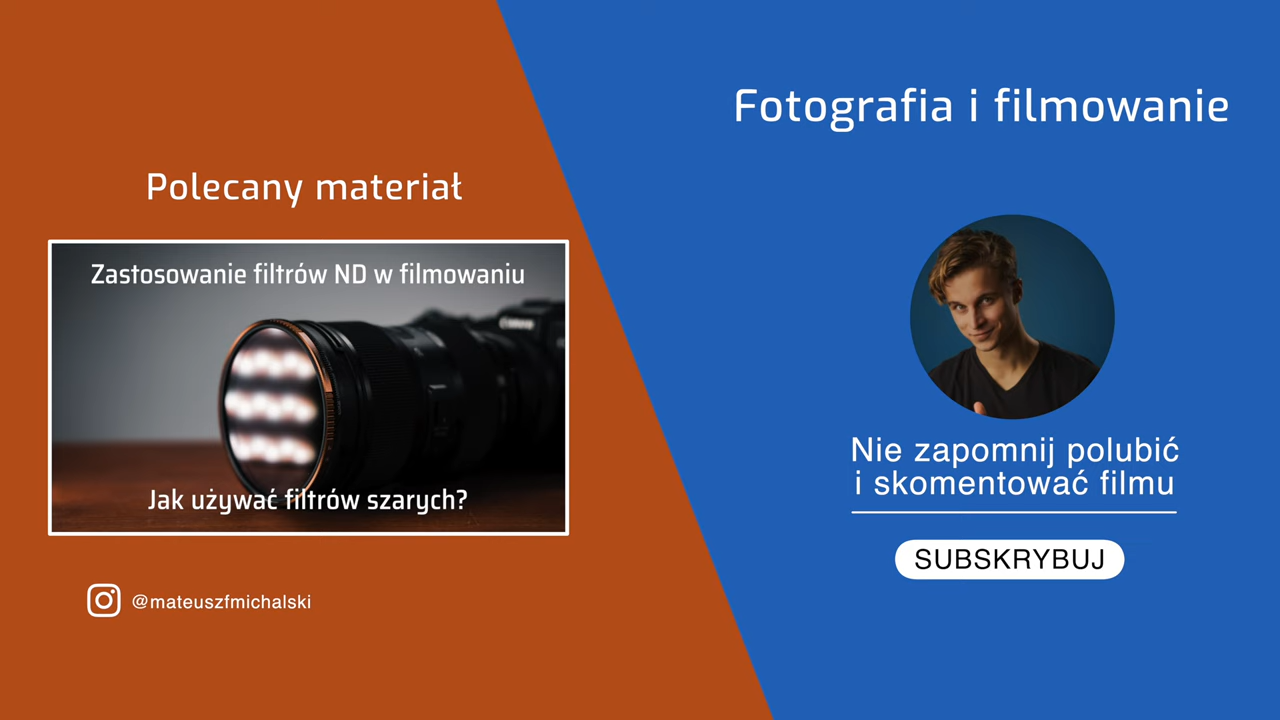 Fotografia i filmowanie
Polecany materiał
Zastosowanie filtrów ND w filmowaniu
Jak używać filtrów szarych?
@mateuszfmichalski
Nie zapomnij polubić
i skomentować filmu
SUBSKRYBUJ